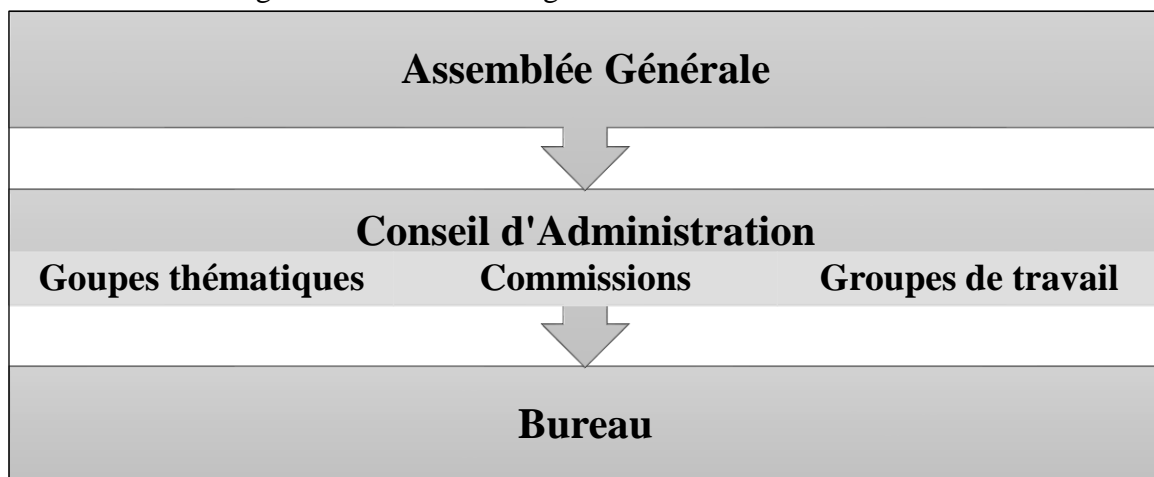 Assemblée Générale
Conseil d'Administration
Goupes thématiques Commissions Groupes de travail
Bureau